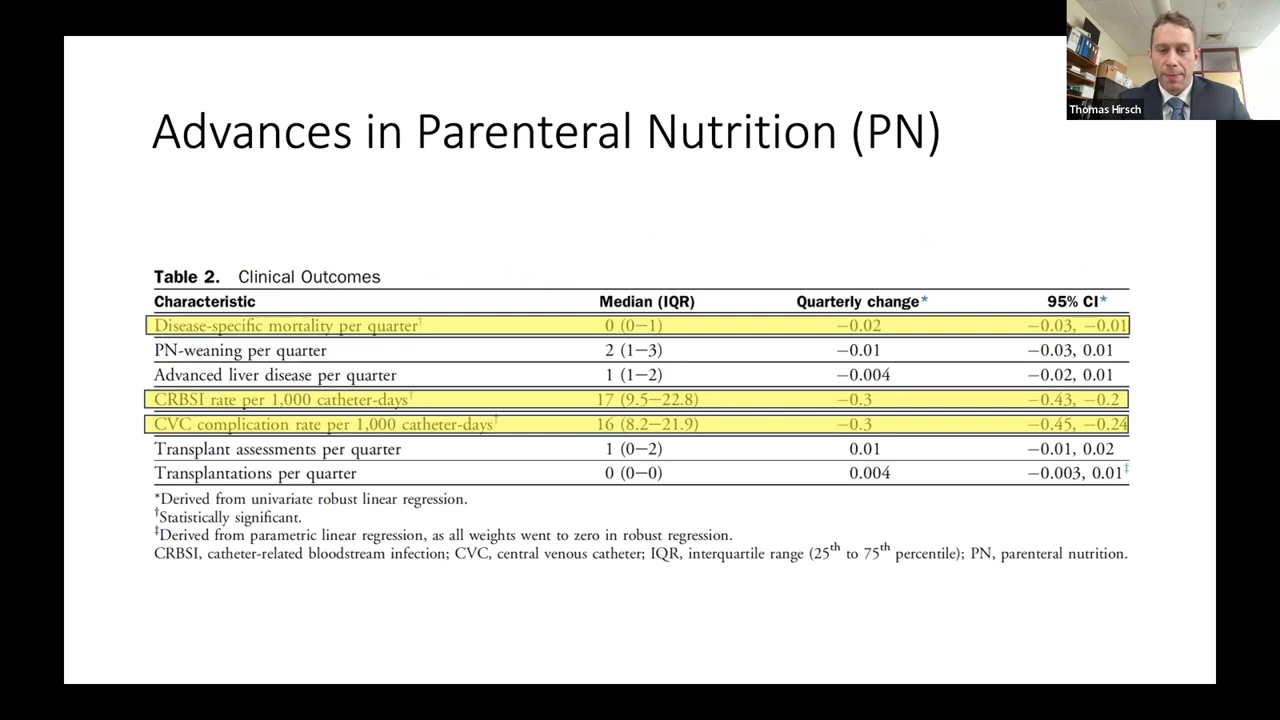 Thomas Hirsch
Advances in Parenteral Nutrition (PN)
Table 2. Clinical Outcomes
Characteristic Median (IQR) Quarterly change* 95% CI*
Disease-specific mortality per quarter† 0 (0–1) −0.02 −0.03, −0.01
PN-weaning per quarter 2 (1–3) −0.01 −0.03, 0.01
Advanced liver disease per quarter 1 (1–2) −0.004 −0.02, 0.01
CRBSI rate per 1,000 catheter-days† 17 (9.5–22.8) −0.3 −0.43, −0.2
CVC complication rate per 1,000 catheter-days† 16 (8.2–21.9) −0.3 −0.45, −0.24
Transplant assessments per quarter 1 (0–2) 0.01 −0.01, 0.02
Transplantations per quarter 0 (0–0) 0.004 −0.003, 0.01‡
*Derived from univariate robust linear regression.
†Statistically significant.
‡Derived from parametric linear regression, as all weights went to zero in robust regression.
CRBSI, catheter-related bloodstream infection; CVC, central venous catheter; IQR, interquartile range (25th to 75th percentile); PN, parenteral nutrition.